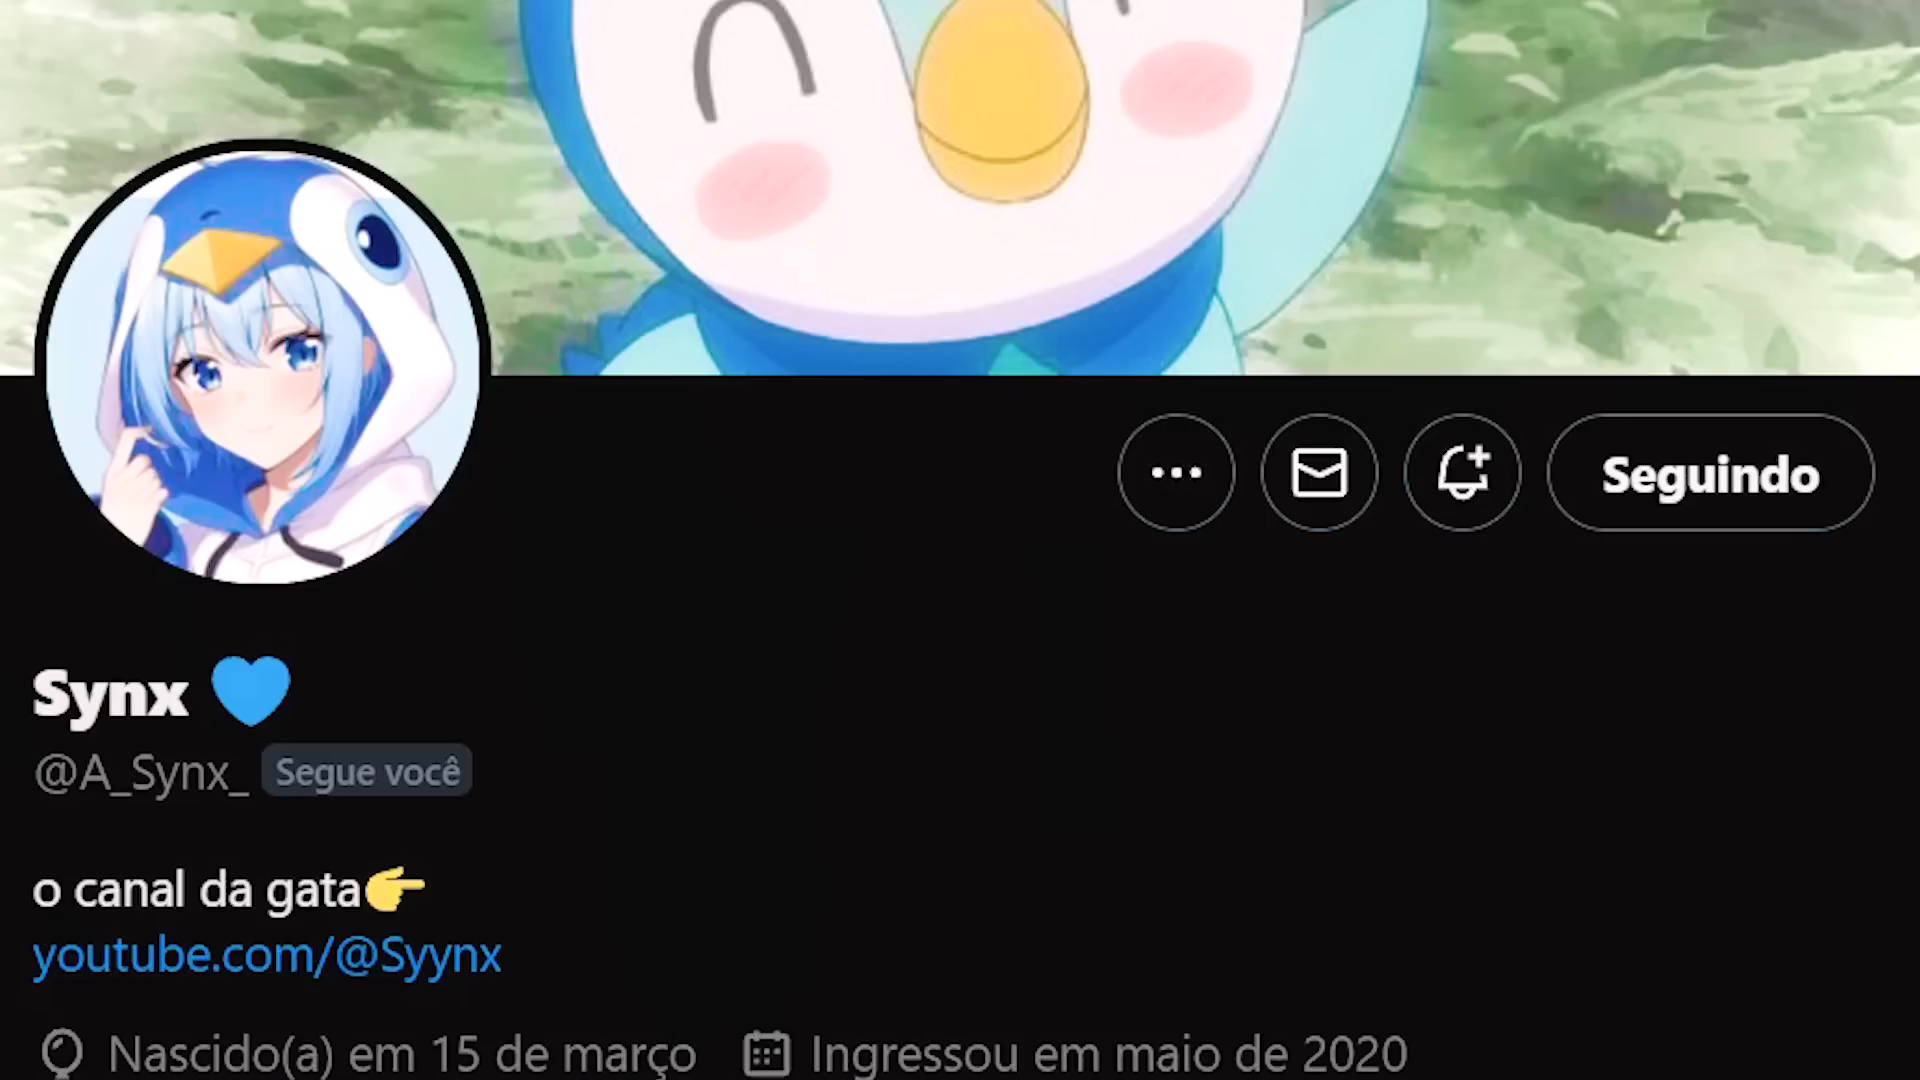 Seguindo
Synx 💙
@A_Synx_ Segue você
o canal da gata👉
youtube.com/@Syynx
Nascido(a) em 15 de março Ingressou em maio de 2020